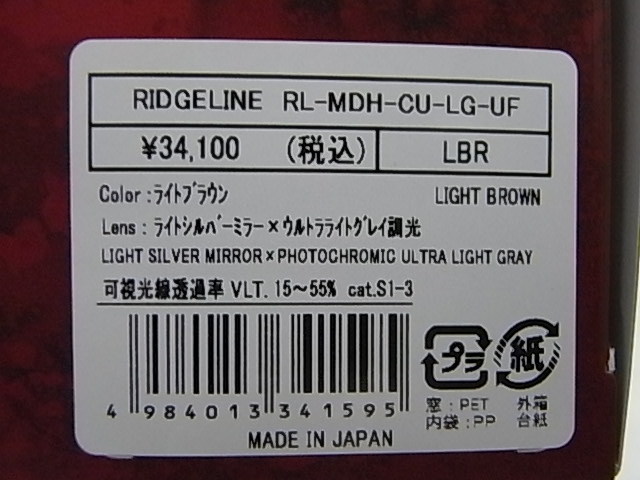 RIDGELINE RL-MDH-CU-LG-UF
¥34,100 (税込) LBR
Color:ライトブラウン LIGHT BROWN
Lens:ライトシルバーミラー×ウルトラライトグレイ調光
LIGHT SILVER MIRROR×PHOTOCHROMIC ULTRA LIGHT GRAY
可視光線透過率 VLT. 15~55% cat.S1-3
4 984013 341595
プラ 紙
窓:PET 外箱
内袋:PP 台紙
MADE IN JAPAN